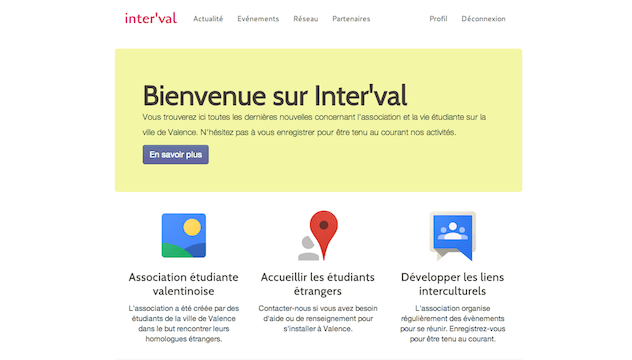 inter'val Actualité Evénements Réseau Partenaires Profil Déconnexion
Bienvenue sur Inter'val
Vous trouverez ici toutes les dernières nouvelles concernant l'association et la vie étudiante sur la
ville de Valence. N'hésitez pas à vous enregistrer pour être tenu au courant nos activités.
En savoir plus
Association étudiante
valentinoise
L'association a été créée par des
étudiants de la ville de Valence
dans le but rencontrer leurs
homologues étrangers.
Accueillir les étudiants
étrangers
Contacter-nous si vous avez besoin
d'aide ou de renseignement pour
s'installer à Valence.
Développer les liens
interculturels
L'association organise
régulièrement des évènements
pour se réunir. Enregistrez-vous
pour être tenu au courant.